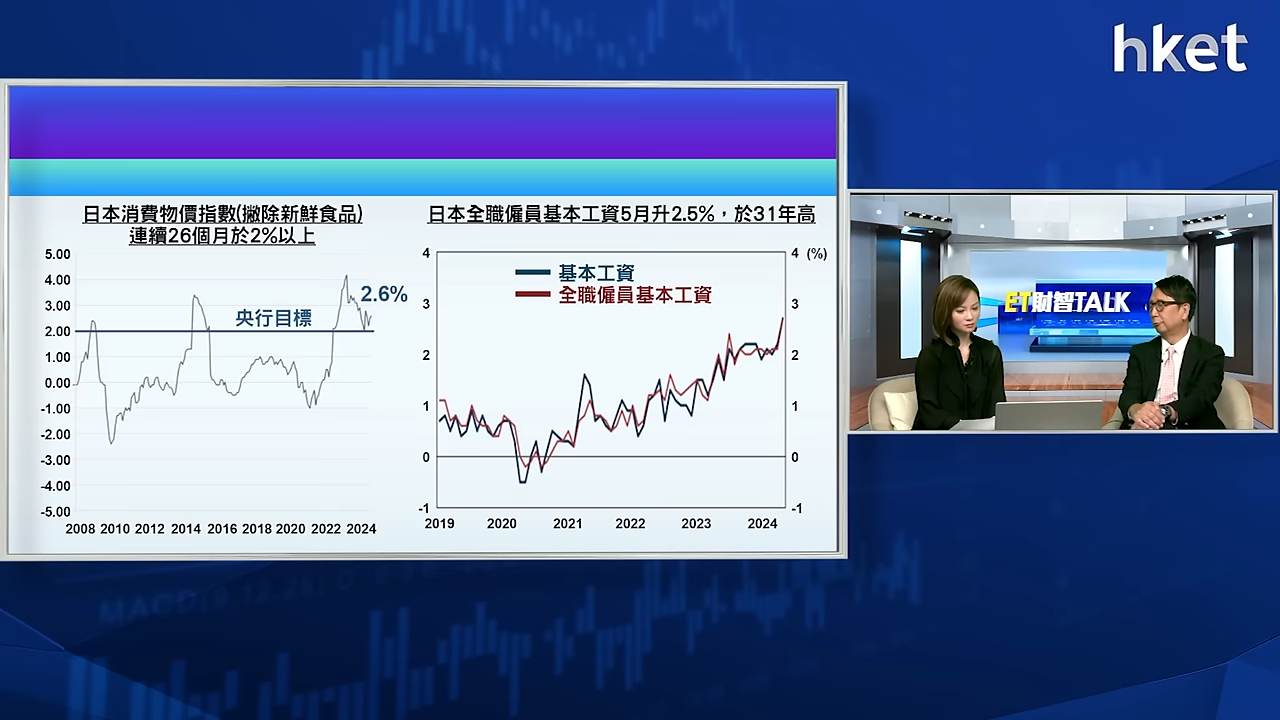 hket
日本消費物價指數(撇除新鮮食品)
連續26個月於2%以上
5.00
4.00
3.00
2.00
1.00
0.00
-1.00
-2.00
-3.00
-4.00
-5.00
2.6%
央行目標
2008 2010 2012 2014 2016 2018 2020 2022 2024
日本全職僱員基本工資5月升2.5%，於31年高
4 4 (%)
3 3
2 2
1 1
0 0
-1 -1
基本工資
全職僱員基本工資
2019 2020 2021 2022 2023 2024
ET財智TALK
MACD(9,12,26) 0